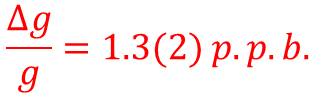 Δg/g = 1.3(2) p.p.b.